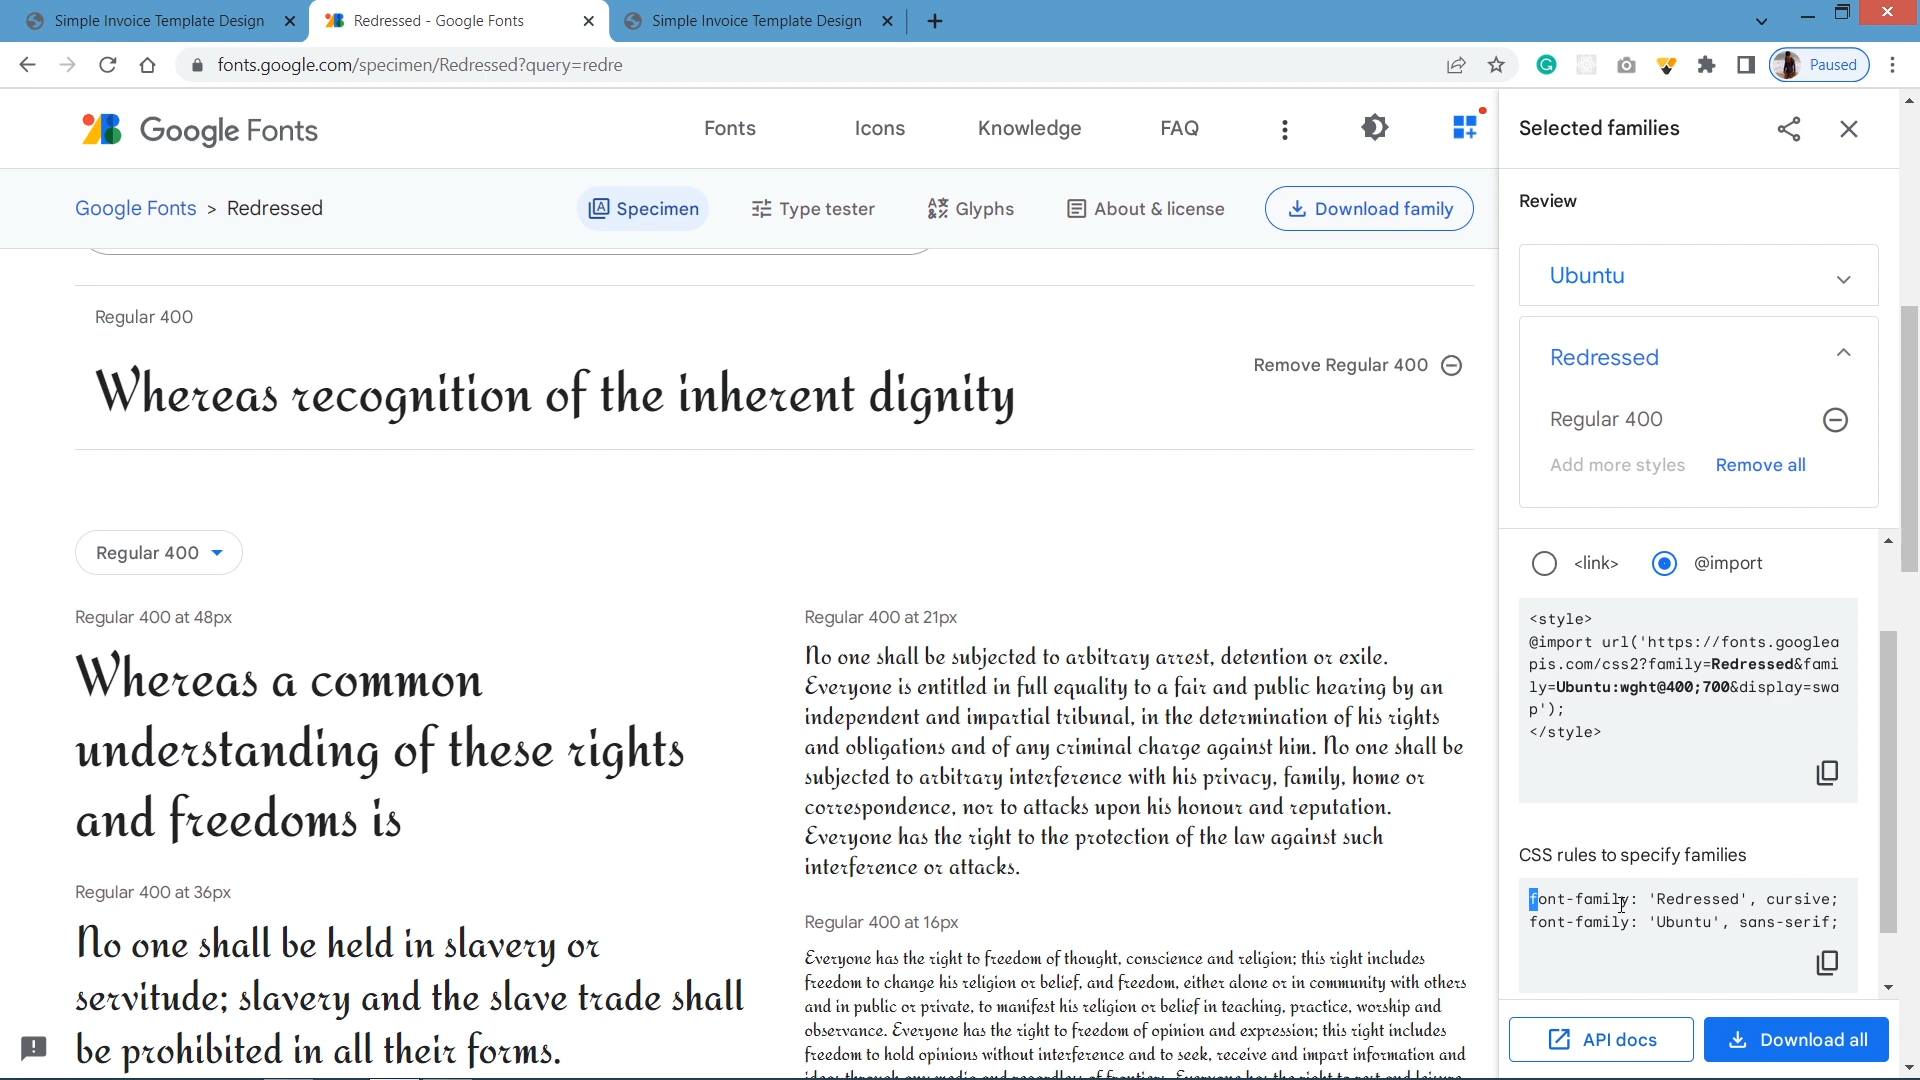 Simple Invoice Template Design
Redressed - Google Fonts
Simple Invoice Template Design
fonts.google.com/specimen/Redressed?query=redre
Paused
Google Fonts
Fonts
Icons
Knowledge
FAQ
Selected families
Google Fonts > Redressed
Specimen
Type tester
Glyphs
About & license
Download family
Review
Ubuntu
Regular 400
Whereas recognition of the inherent dignity
Remove Regular 400
Redressed
Regular 400
Add more styles
Remove all
Regular 400
<link>
@import
Regular 400 at 48px
Whereas a common
understanding of these rights
and freedoms is
Regular 400 at 36px
No one shall be held in slavery or
servitude; slavery and the slave trade shall
be prohibited in all their forms.
Regular 400 at 21px
No one shall be subjected to arbitrary arrest, detention or exile.
Everyone is entitled in full equality to a fair and public hearing by an
independent and impartial tribunal, in the determination of his rights
and obligations and of any criminal charge against him. No one shall be
subjected to arbitrary interference with his privacy, family, home or
correspondence, nor to attacks upon his honour and reputation.
Everyone has the right to the protection of the law against such
interference or attacks.
Regular 400 at 16px
Everyone has the right to freedom of thought, conscience and religion; this right includes
freedom to change his religion or belief, and freedom, either alone or in community with others
and in public or private, to manifest his religion or belief in teaching, practice, worship and
observance. Everyone has the right to freedom of opinion and expression; this right includes
freedom to hold opinions without interference and to seek, receive and impart information and
<style>
@import url('https://fonts.googlea
pis.com/css2?family=Redressed&fami
ly=Ubuntu:wght@400;700&display=swa
p');
</style>
CSS rules to specify families
font-family: 'Redressed', cursive;
font-family: 'Ubuntu', sans-serif;
API docs
Download all